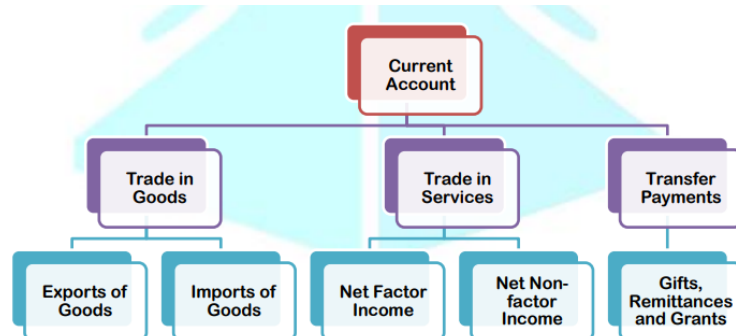 Current
Account
Trade in
Goods
Trade in
Services
Transfer
Payments
Exports of
Goods
Imports of
Goods
Net Factor
Income
Net Non-
factor
Income
Gifts,
Remittances
and Grants